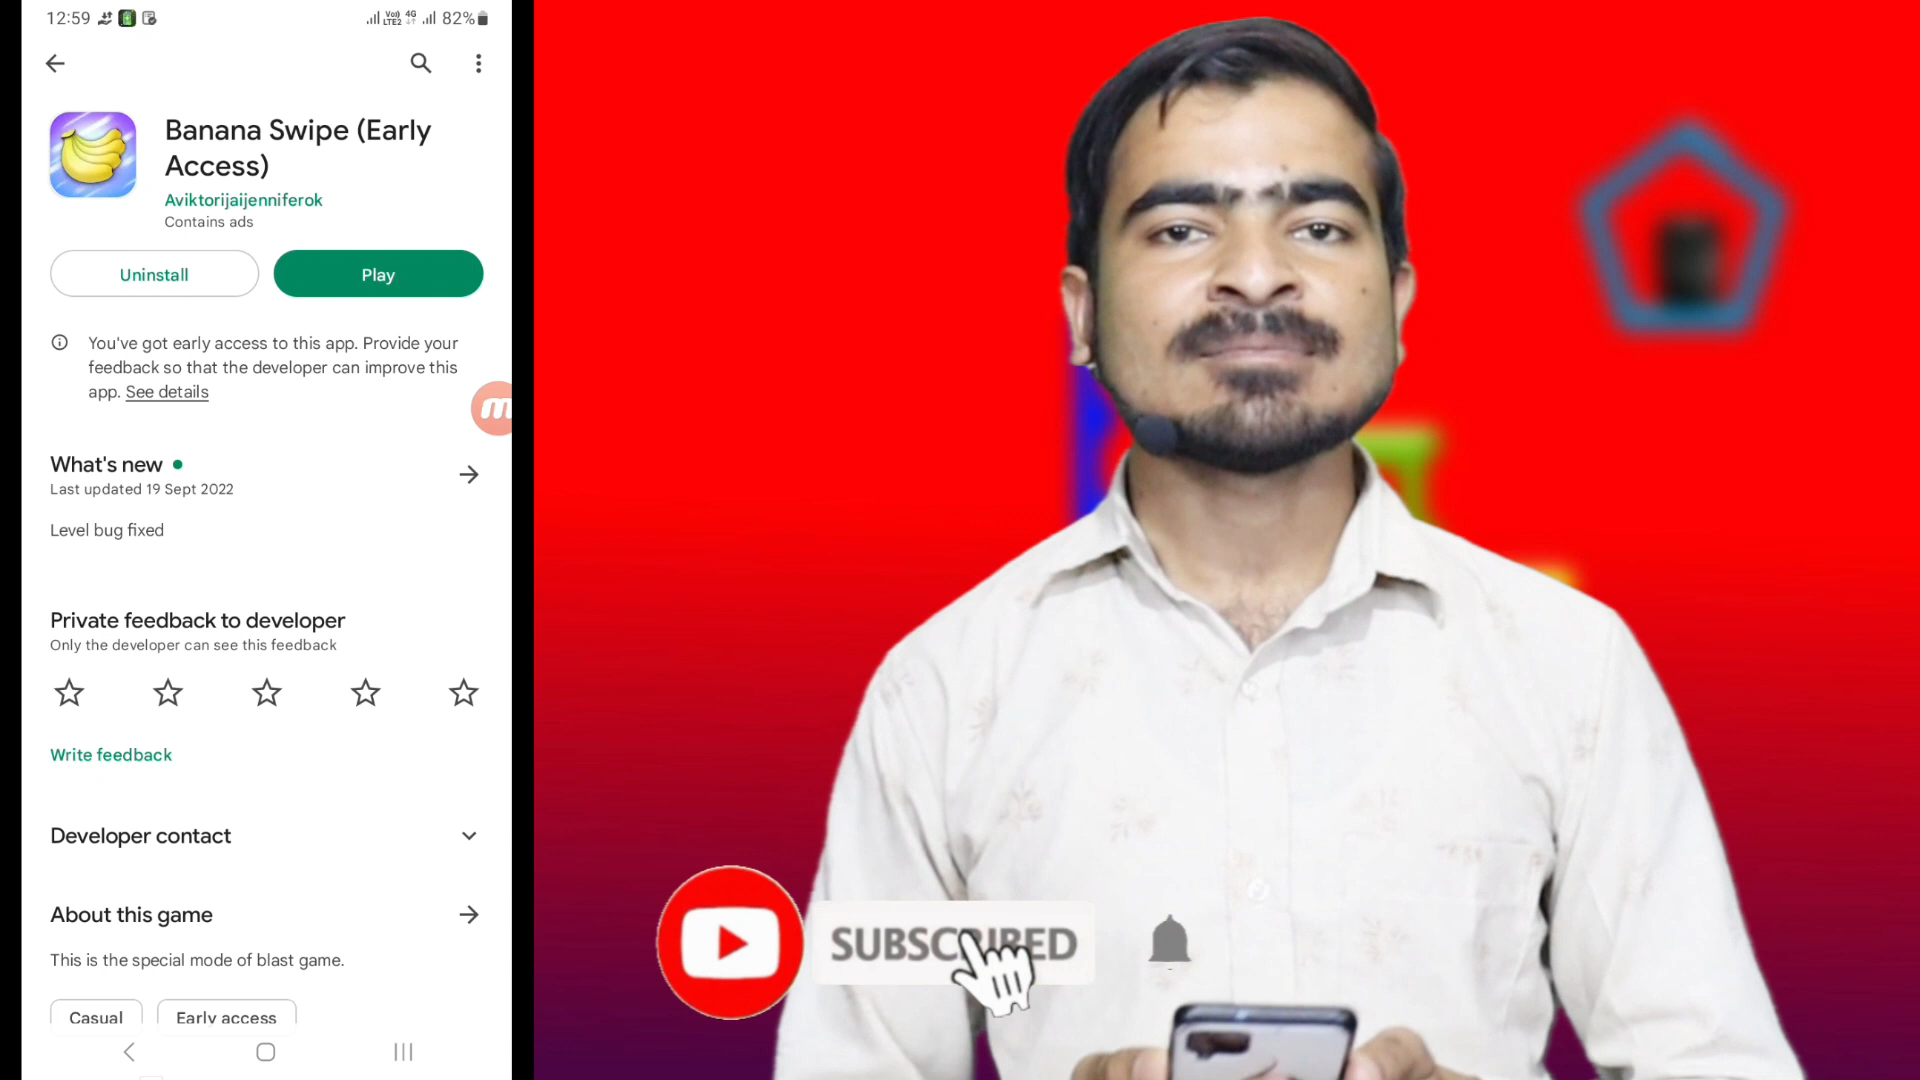 12:59
Vo)) 4G
LTE2 82%
Banana Swipe (Early
Access)
Aviktorijaijenniferok
Contains ads
Uninstall
Play
You've got early access to this app. Provide your
feedback so that the developer can improve this
app. See details
m
What's new
Last updated 19 Sept 2022
Level bug fixed
Private feedback to developer
Only the developer can see this feedback
Write feedback
Developer contact
About this game
This is the special mode of blast game.
Casual
Early access
SUBSCRIBED